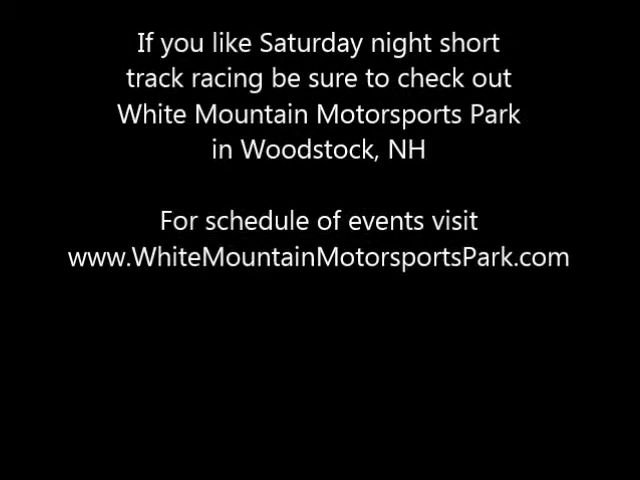 If you like Saturday night short
track racing be sure to check out
White Mountain Motorsports Park
in Woodstock, NH
For schedule of events visit
www.WhiteMountainMotorsportsPark.com